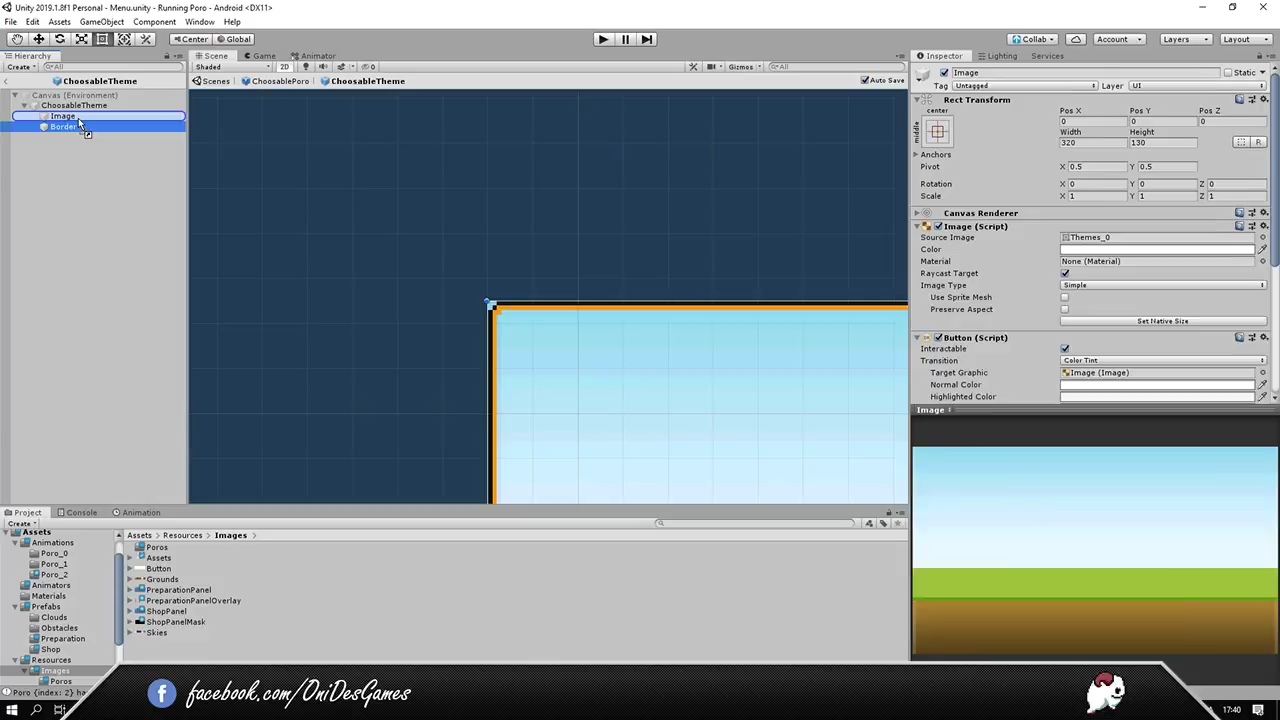 Unity 2019.1.8f1 Personal - Menu.unity - Running Poro - Android <DX11>
File Edit Assets GameObject Component Window Help
Center Global Collab Account Layers Layout
Hierarchy Scene Game Animator Inspector Lighting Services
Create All Shaded 2D 0 Gizmos All
ChoosableTheme Scenes ChoosablePoro ChoosableTheme Auto Save
Canvas (Environment)
ChoosableTheme
Image
Border
Image Static
Tag Untagged Layer UI
Rect Transform
center Pos X Pos Y Pos Z
middle 0 0 0
Width Height
320 130
R
Anchors
Pivot X 0.5 Y 0.5
Rotation X 0 Y 0 Z 0
Scale X 1 Y 1 Z 1
Canvas Renderer
Image (Script)
Source Image Themes_0
Color
Material None (Material)
Raycast Target
Image Type Simple
Use Sprite Mesh
Preserve Aspect
Set Native Size
Button (Script)
Interactable
Transition Color Tint
Target Graphic Image (Image)
Normal Color
Highlighted Color
Image
Project Console Animation
Create
Assets
Animations
Poro_0
Poro_1
Poro_2
Animators
Materials
Prefabs
Clouds
Obstacles
Preparation
Shop
Resources
Images
Poros
Assets Resources Images
Poros
Assets
Button
Grounds
PreparationPanel
PreparationPanelOverlay
ShopPanel
ShopPanelMask
Skies
Poro {index: 2} ha
facebook.com/OniDesGames
17:40